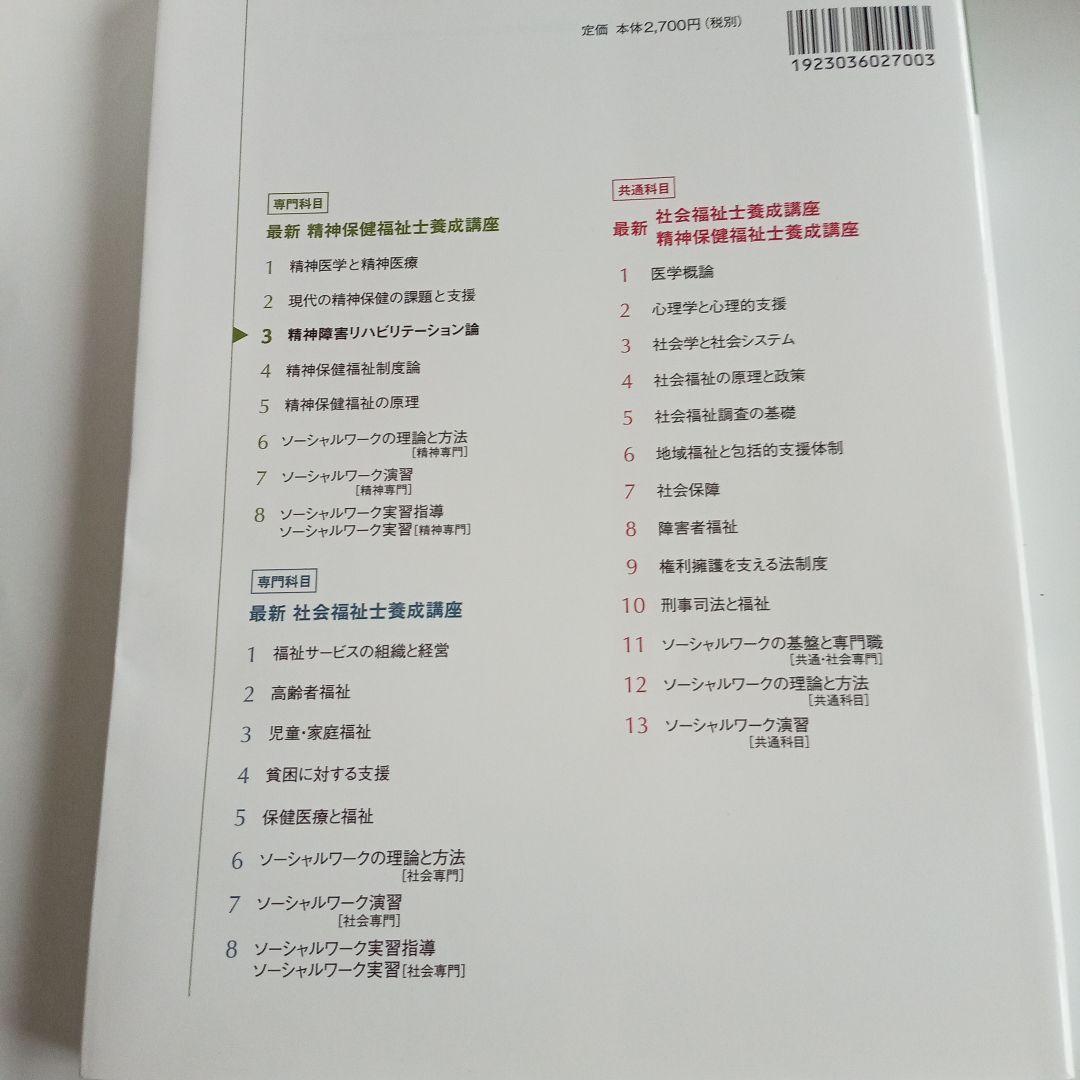 定価 本体2,700円(税別)
1923036027003
専門科目
最新 精神保健福祉士養成講座
1 精神医学と精神医療
2 現代の精神保健の課題と支援
3 精神障害リハビリテーション論
4 精神保健福祉制度論
5 精神保健福祉の原理
6 ソーシャルワークの理論と方法
[精神専門]
7 ソーシャルワーク演習
[精神専門]
8 ソーシャルワーク実習指導
ソーシャルワーク実習[精神専門]
専門科目
最新 社会福祉士養成講座
1 福祉サービスの組織と経営
2 高齢者福祉
3 児童・家庭福祉
4 貧困に対する支援
5 保健医療と福祉
6 ソーシャルワークの理論と方法
[社会専門]
7 ソーシャルワーク演習
[社会専門]
8 ソーシャルワーク実習指導
ソーシャルワーク実習[社会専門]
共通科目
最新 社会福祉士養成講座
精神保健福祉士養成講座
1 医学概論
2 心理学と心理的支援
3 社会学と社会システム
4 社会福祉の原理と政策
5 社会福祉調査の基礎
6 地域福祉と包括的支援体制
7 社会保障
8 障害者福祉
9 権利擁護を支える法制度
10 刑事司法と福祉
11 ソーシャルワークの基盤と専門職
[共通・社会専門]
12 ソーシャルワークの理論と方法
[共通科目]
13 ソーシャルワーク演習
[共通科目]